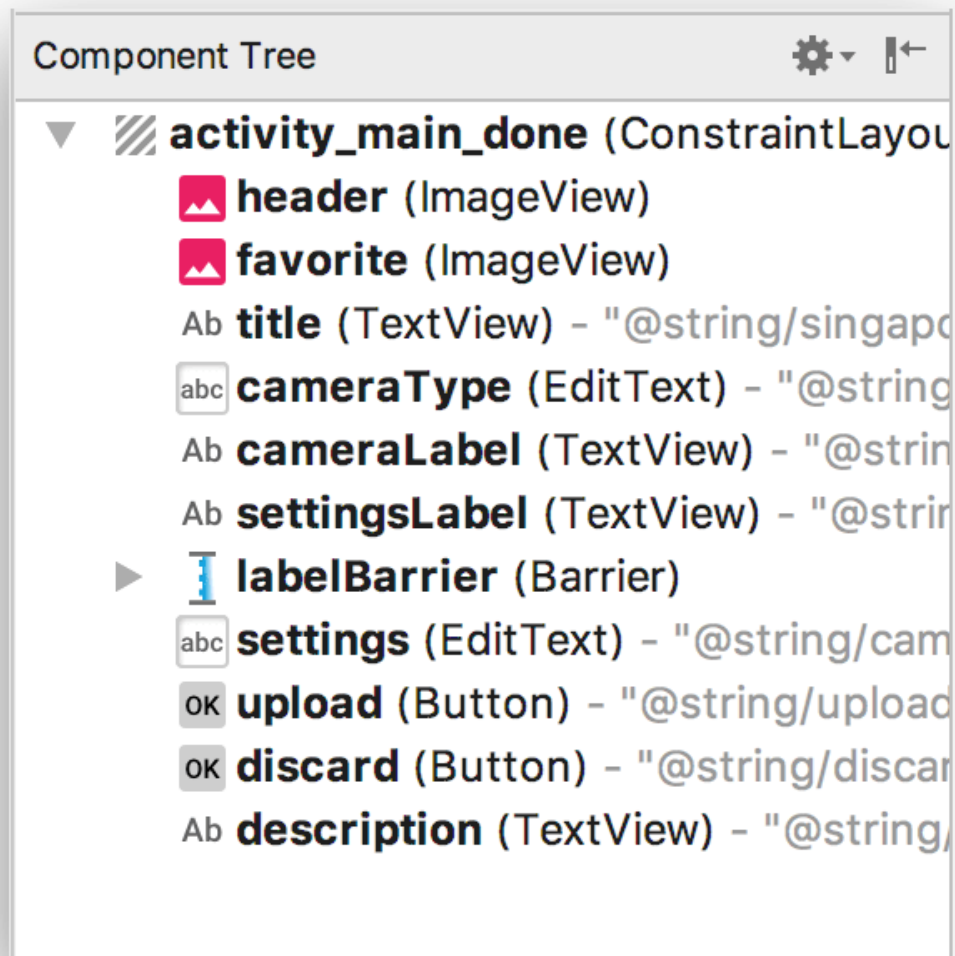 Component Tree
activity_main_done (ConstraintLayou
header (ImageView)
favorite (ImageView)
Ab title (TextView) - "@string/singapo
abc cameraType (EditText) - "@string
Ab cameraLabel (TextView) - "@strin
Ab settingsLabel (TextView) - "@strin
labelBarrier (Barrier)
abc settings (EditText) - "@string/cam
OK upload (Button) - "@string/upload
OK discard (Button) - "@string/discar
Ab description (TextView) - "@string/